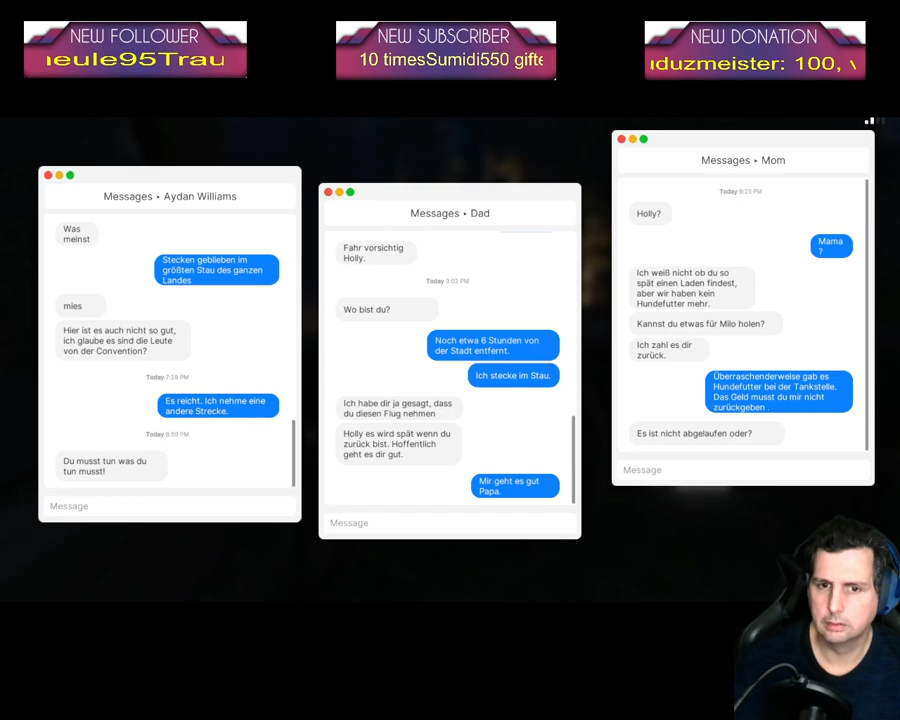 NEW FOLLOWER
NEW SUBSCRIBER
10 timesSumidi550 gifte
NEW DONATION
duzmeister: 100,
Messages • Aydan Williams
Was
meinst
Stecken geblieben im
größten Stau des ganzen
Landes
mies
Hier ist es auch nicht so gut,
ich glaube es sind die Leute
von der Convention?
Today 7:28 PM
Es reicht. Ich nehme eine
andere Strecke.
Today 8:59 PM
Du musst tun was du
tun musst!
Message
Messages • Dad
Fahr vorsichtig
Holly.
Today 9:02 PM
Wo bist du?
Noch etwa 6 Stunden von
der Stadt entfernt.
Ich stecke im Stau.
Ich habe dir ja gesagt, dass
du diesen Flug nehmen
Holly es wird spät wenn du
zurück bist. Hoffentlich
geht es dir gut.
Mir geht es gut
Papa.
Message
Messages • Mom
Today 9:25 PM
Holly?
Mama
?
Ich weiß nicht ob du so
spät einen Laden findest,
aber wir haben kein
Hundefutter mehr.
Kannst du etwas für Milo holen?
Ich zahl es dir
zurück.
Überraschenderweise gab es
Hundefutter bei der Tankstelle.
Das Geld musst du mir nicht
zurückgeben .
Es ist nicht abgelaufen oder?
Message